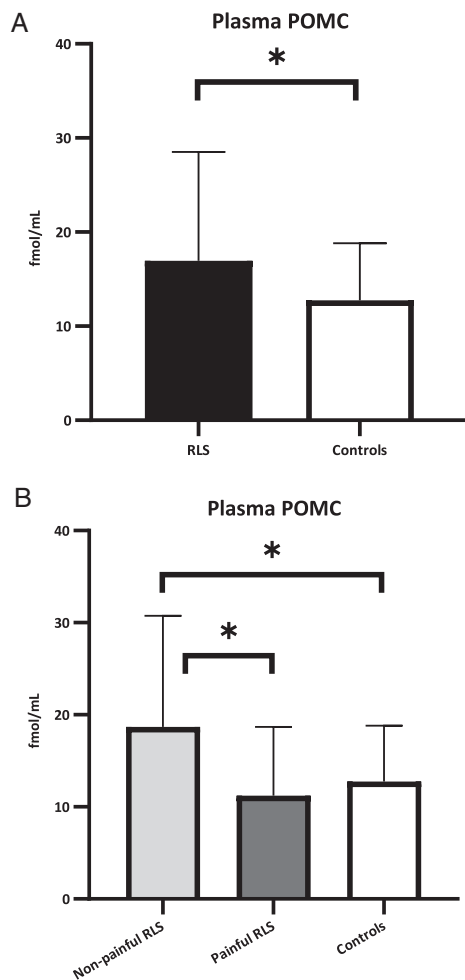 A
Plasma POMC
*
40
30
20
10
0
fmol/mL
RLS
Controls
B
Plasma POMC
*
*
40
30
20
10
0
fmol/mL
Non-painful RLS
Painful RLS
Controls